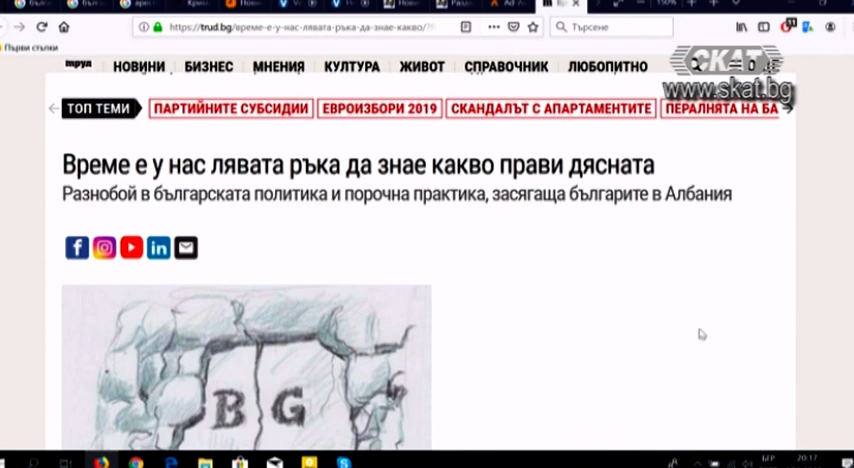 https://trud.bg/време-е-у-нас-лявата-ръка-да-знае-какво/
150%
Търсене
Първи стъпки
труд
НОВИНИ
БИЗНЕС
МНЕНИЯ
КУЛТУРА
ЖИВОТ
СПРАВОЧНИК
ЛЮБОПИТНО
СКАТ
www.skat.bg
ТОП ТЕМИ
ПАРТИЙНИТЕ СУБСИДИИ
ЕВРОИЗБОРИ 2019
СКАНДАЛЪТ С АПАРТАМЕНТИТЕ
ПЕРАЛНЯТА НА БА
Време е у нас лявата ръка да знае какво прави дясната
Разнобой в българската политика и порочна практика, засягаща българите в Албания
B G
БГР
20:17